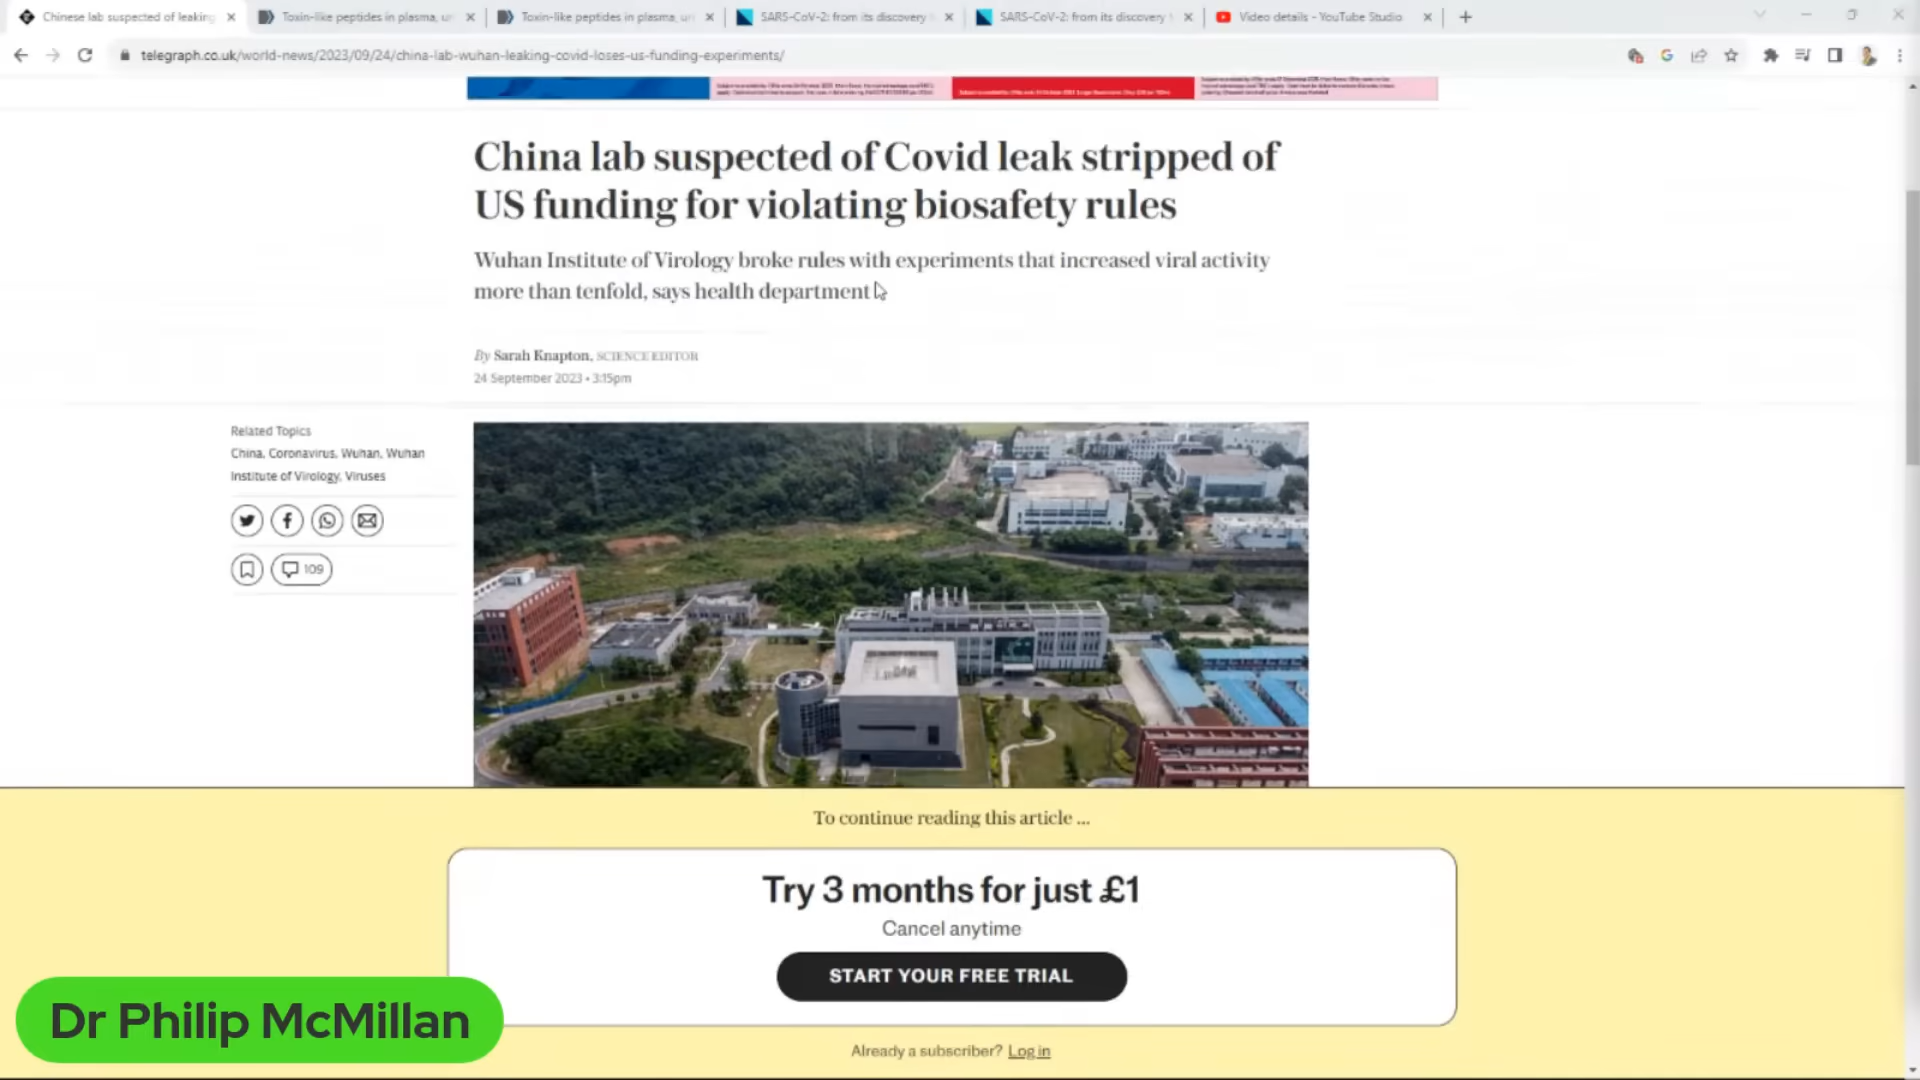 Chinese lab suspected of leaking
Toxin-like peptides in plasma, ur
Toxin-like peptides in plasma, ur
SARS-CoV-2: from its discovery t
SARS-CoV-2: from its discovery t
Video details - YouTube Studio
telegraph.co.uk/world-news/2023/09/24/china-lab-wuhan-leaking-covid-loses-us-funding-experiments/
China lab suspected of Covid leak stripped of
US funding for violating biosafety rules
Wuhan Institute of Virology broke rules with experiments that increased viral activity
more than tenfold, says health department
By Sarah Knapton, SCIENCE EDITOR
24 September 2023 • 3:15pm
Related Topics
China, Coronavirus, Wuhan, Wuhan
Institute of Virology, Viruses
109
To continue reading this article ...
Try 3 months for just £1
Cancel anytime
START YOUR FREE TRIAL
Already a subscriber? Log in
Dr Philip McMillan